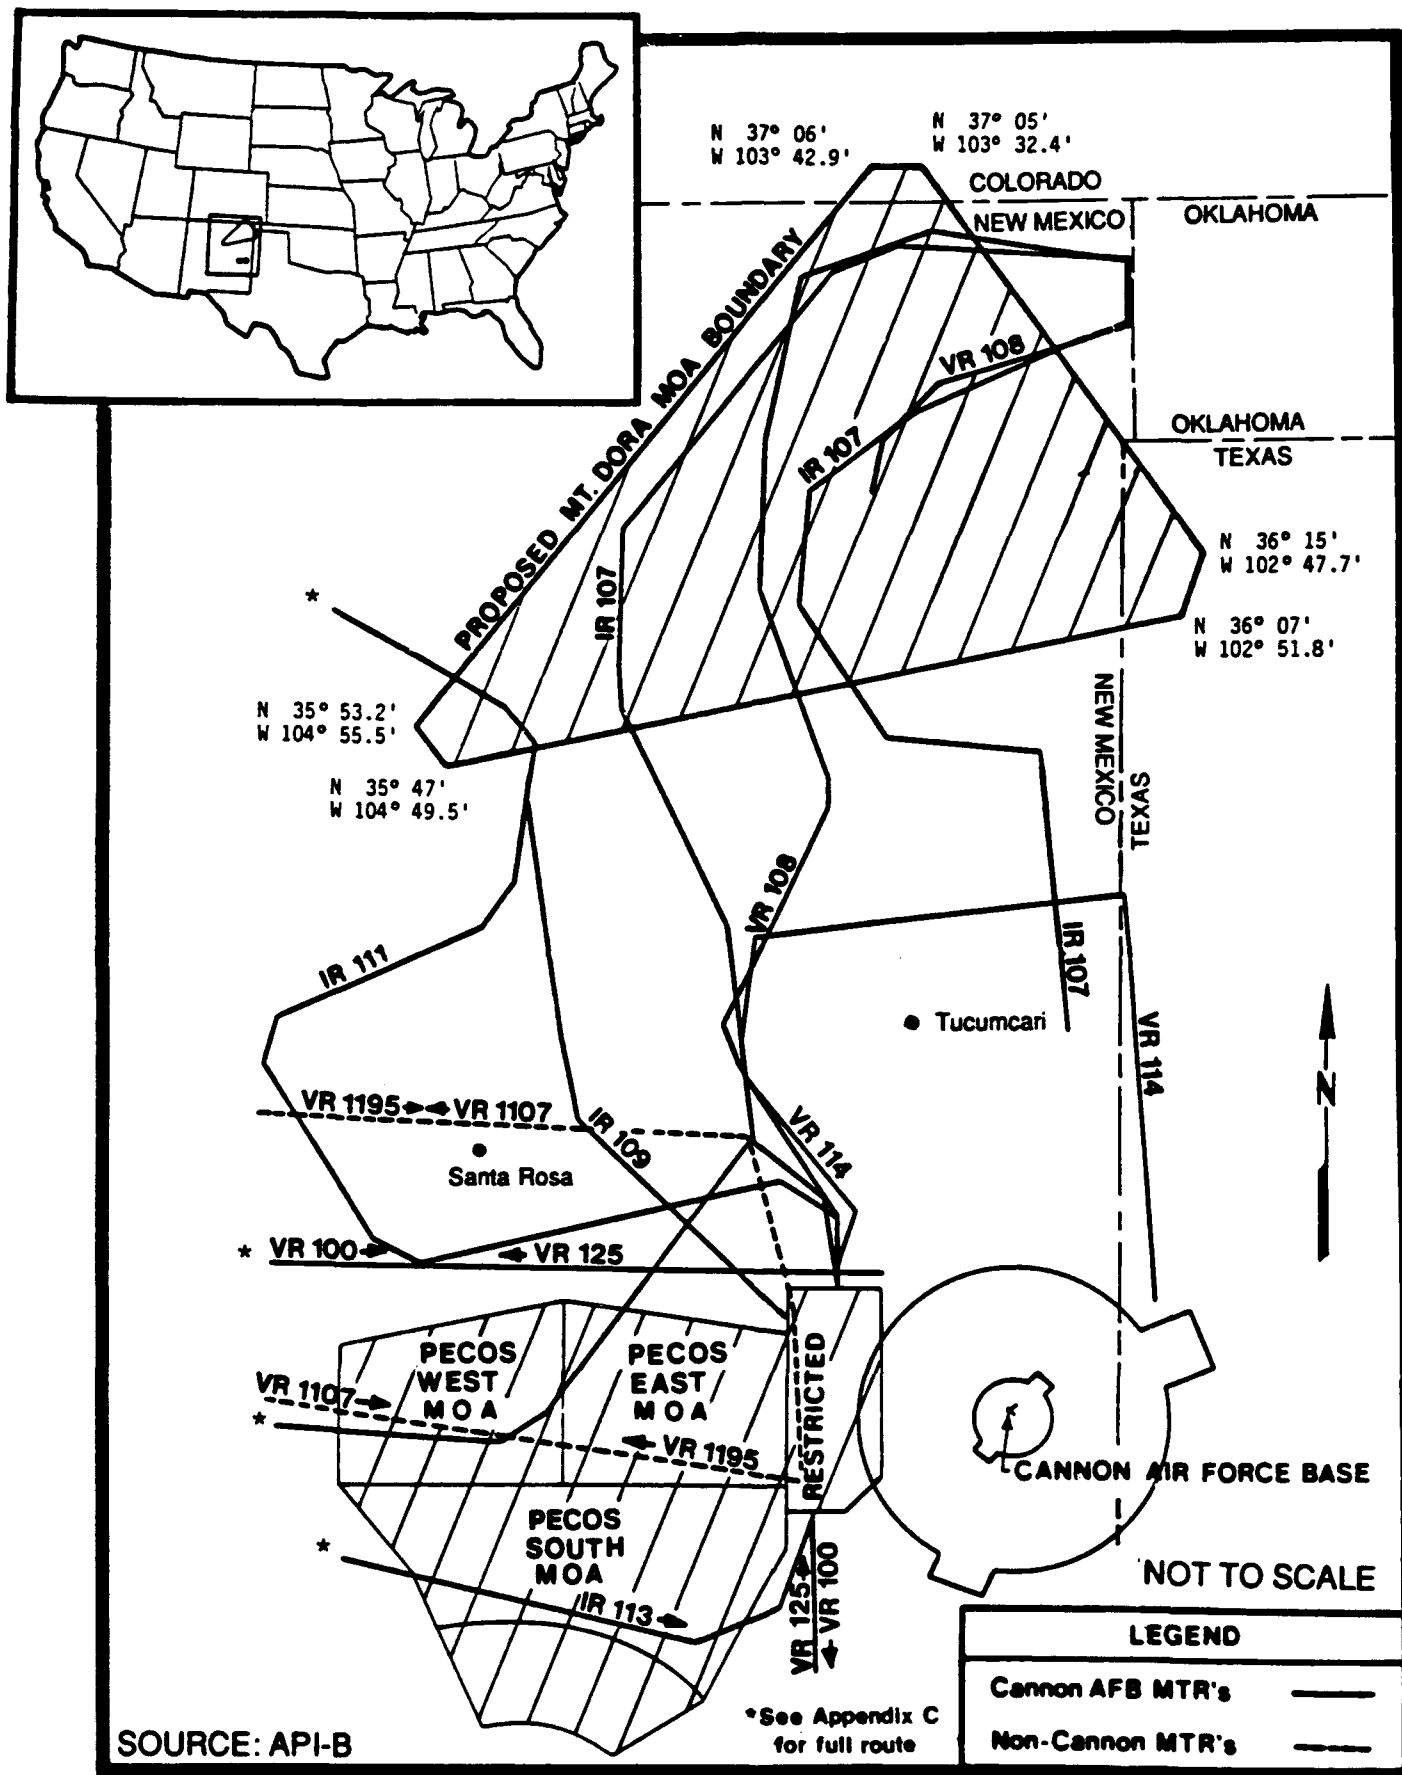 N 37° 06'
W 103° 42.9'
N 37° 05'
W 103° 32.4'
COLORADO
NEW MEXICO
OKLAHOMA
PROPOSED MT. DORA MOA BOUNDARY
VR 108
OKLAHOMA
TEXAS
IR 107
N 36° 15'
W 102° 47.7'
*
IR 107
N 36° 07'
W 102° 51.8'
N 35° 53.2'
W 104° 55.5'
NEW MEXICO
TEXAS
N 35° 47'
W 104° 49.5'
VR 108
IR 111
IR 107
Tucumcari
VR 114
N
VR 1195
VR 1107
IR 109
VR 114
Santa Rosa
* VR 100
VR 125
PECOS
WEST
MOA
PECOS
EAST
MOA
RESTRICTED
VR 1107
*
VR 1195
CANNON AIR FORCE BASE
PECOS
SOUTH
MOA
*
IR 113
VR 125
VR 100
NOT TO SCALE
LEGEND
Cannon AFB MTR's
Non-Cannon MTR's
*See Appendix C
for full route
SOURCE: API-B